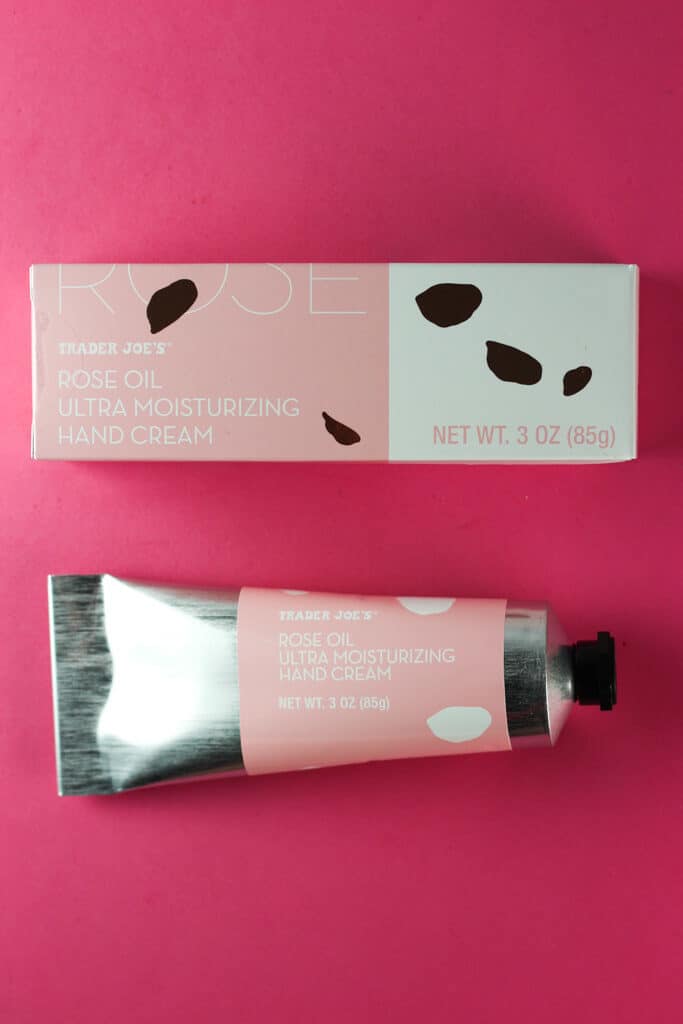 ROSE
TRADER JOE'S
ROSE OIL
ULTRA MOISTURIZING
HAND CREAM
NET WT. 3 OZ (85g)
TRADER JOE'S
ROSE OIL
ULTRA MOISTURIZING
HAND CREAM
NET WT. 3 OZ (85g)